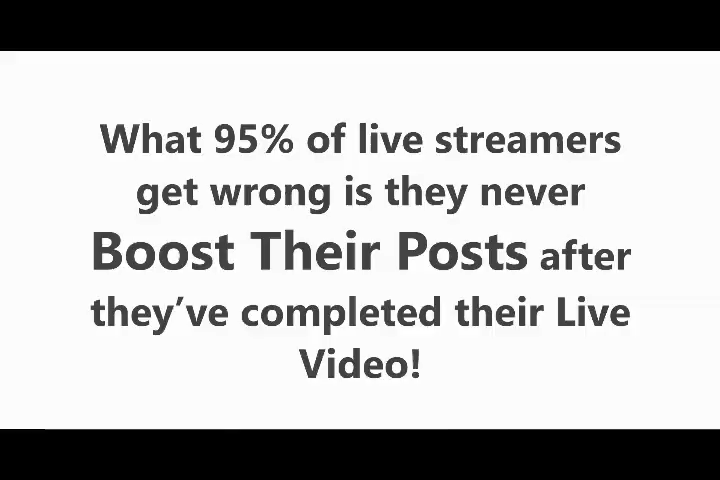 What 95% of live streamers
get wrong is they never
Boost Their Posts after
they’ve completed their Live
Video!